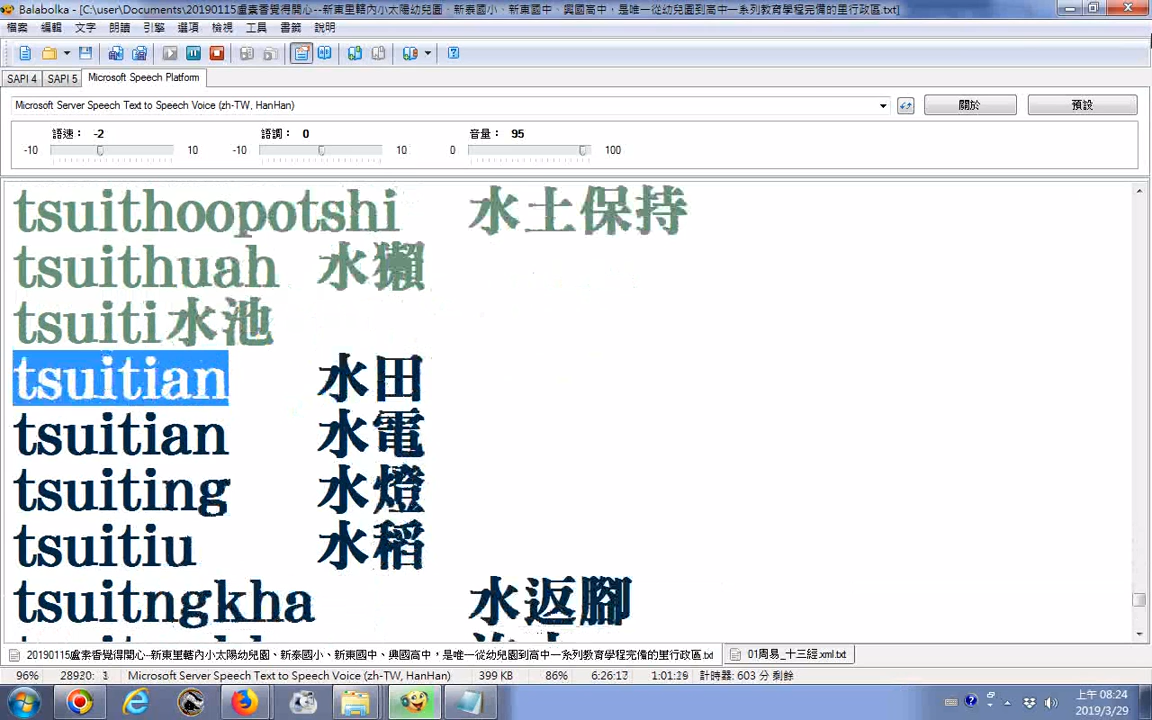 Balabolka - [C:\user\Documents\20190115盧素香覺得開心--新東里轄內小太陽幼兒園、新泰國小、新東國中、興國高中，是唯一從幼兒園到高中一系列教育學程完備的里行政區.txt]
檔案 編輯 文字 朗讀 引擎 選項 檢視 工具 書籤 說明
SAPI 4 SAPI 5 Microsoft Speech Platform
Microsoft Server Speech Text to Speech Voice (zh-TW, HanHan) 關於 預設
語速： -2 語調： 0 音量： 95
-10 10 -10 10 0 100
tsuithoopotshi 水土保持
tsuithuah 水獺
tsuiti水池
tsuitian 水田
tsuitian 水電
tsuiting 水燈
tsuitiu 水稻
tsuitngkha 水返腳
20190115盧素香覺得開心--新東里轄內小太陽幼兒園、新泰國小、新東國中、興國高中，是唯一從幼兒園到高中一系列教育學程完備的里行政區.txt 01周易_十三經.xml.txt
96% 28920: Microsoft Server Speech Text to Speech Voice (zh-TW, HanHan) 399 KB 86% 計時器: 603 分 剩餘
上午 08:24
2019/3/29